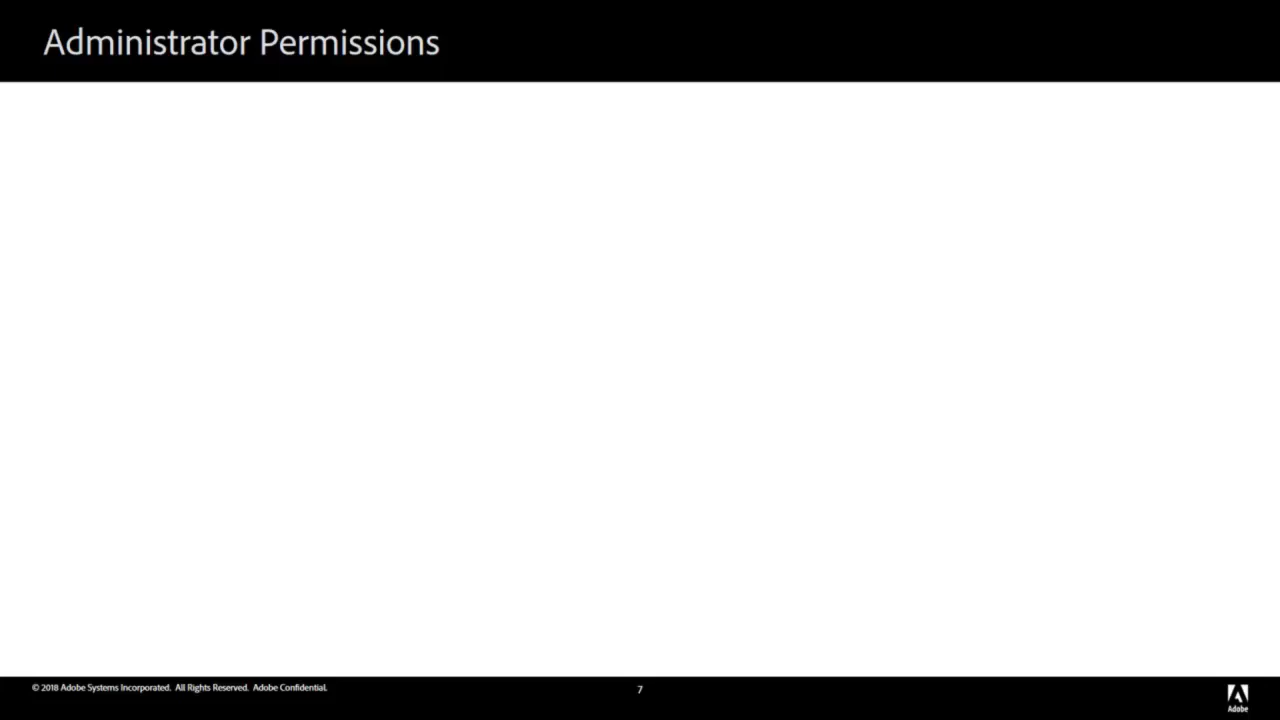 Administrator Permissions
© 2018 Adobe Systems Incorporated. All Rights Reserved. Adobe Confidential.
7
Adobe